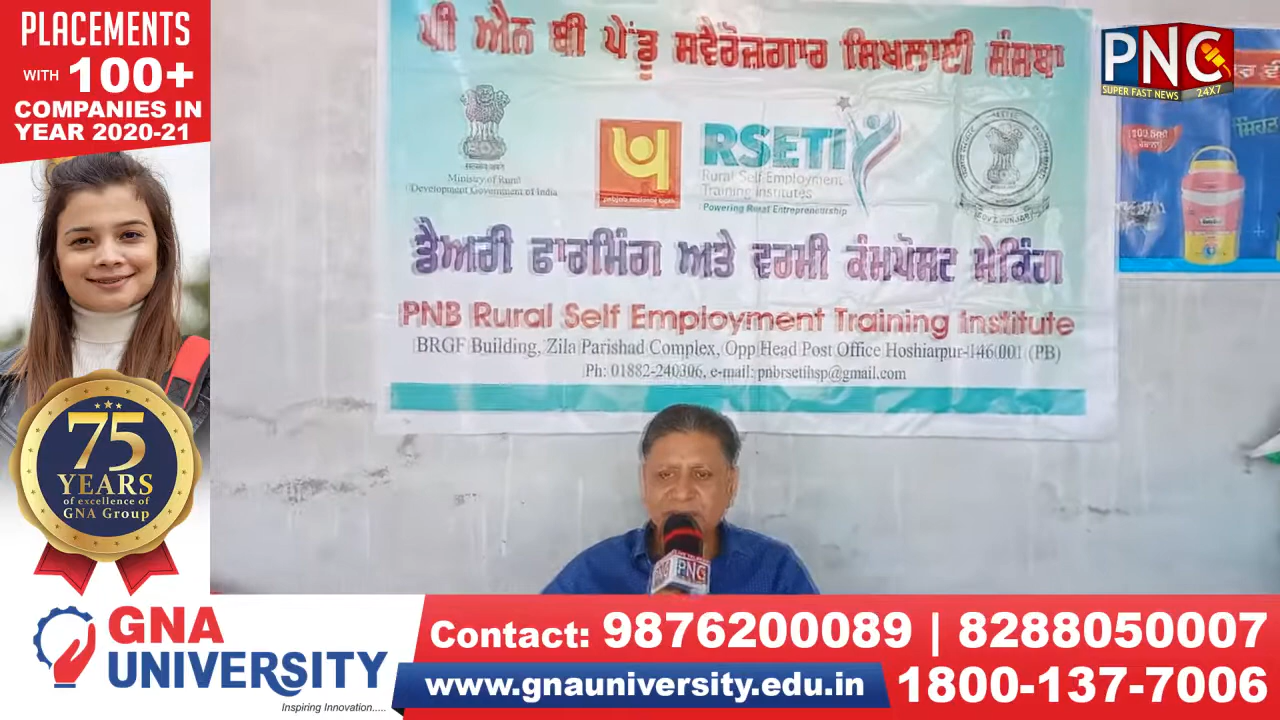 PLACEMENTS
WITH 100+
COMPANIES IN
YEAR 2020-21
75
YEARS
of excellence of
GNA Group
ਪੀ ਐਨ ਬੀ ਪੇਂਡੂ ਸਵੈਰੋਜਗਾਰ ਸਿਖਲਾਈ ਸੰਸਥਾ
Ministry of Rural
Development Government of India
ਪ
RSETI
Rural Self Employment
Training Institutes
Powering Rural Entrepreneurship
ਡੈਅਰੀ ਫਾਰਮਿੰਗ ਅਤੇ ਵਰਮੀ ਕੰਮਪੋਸਟ ਮੇਕਿੰਗ
PNB Rural Self Employment Training Institute
BRGF Building, Zila Parishad Complex, Opp Head Post Office Hoshiarpur-146 001 (PB)
Ph: 01882-240306, e-mail: pnbrsetihsp@gmail.com
PNC
SUPER FAST NEWS 24X7
PNC
GNA
UNIVERSITY
Inspiring Innovation.....
Contact: 9876200089 | 8288050007
www.gnauniversity.edu.in
1800-137-7006